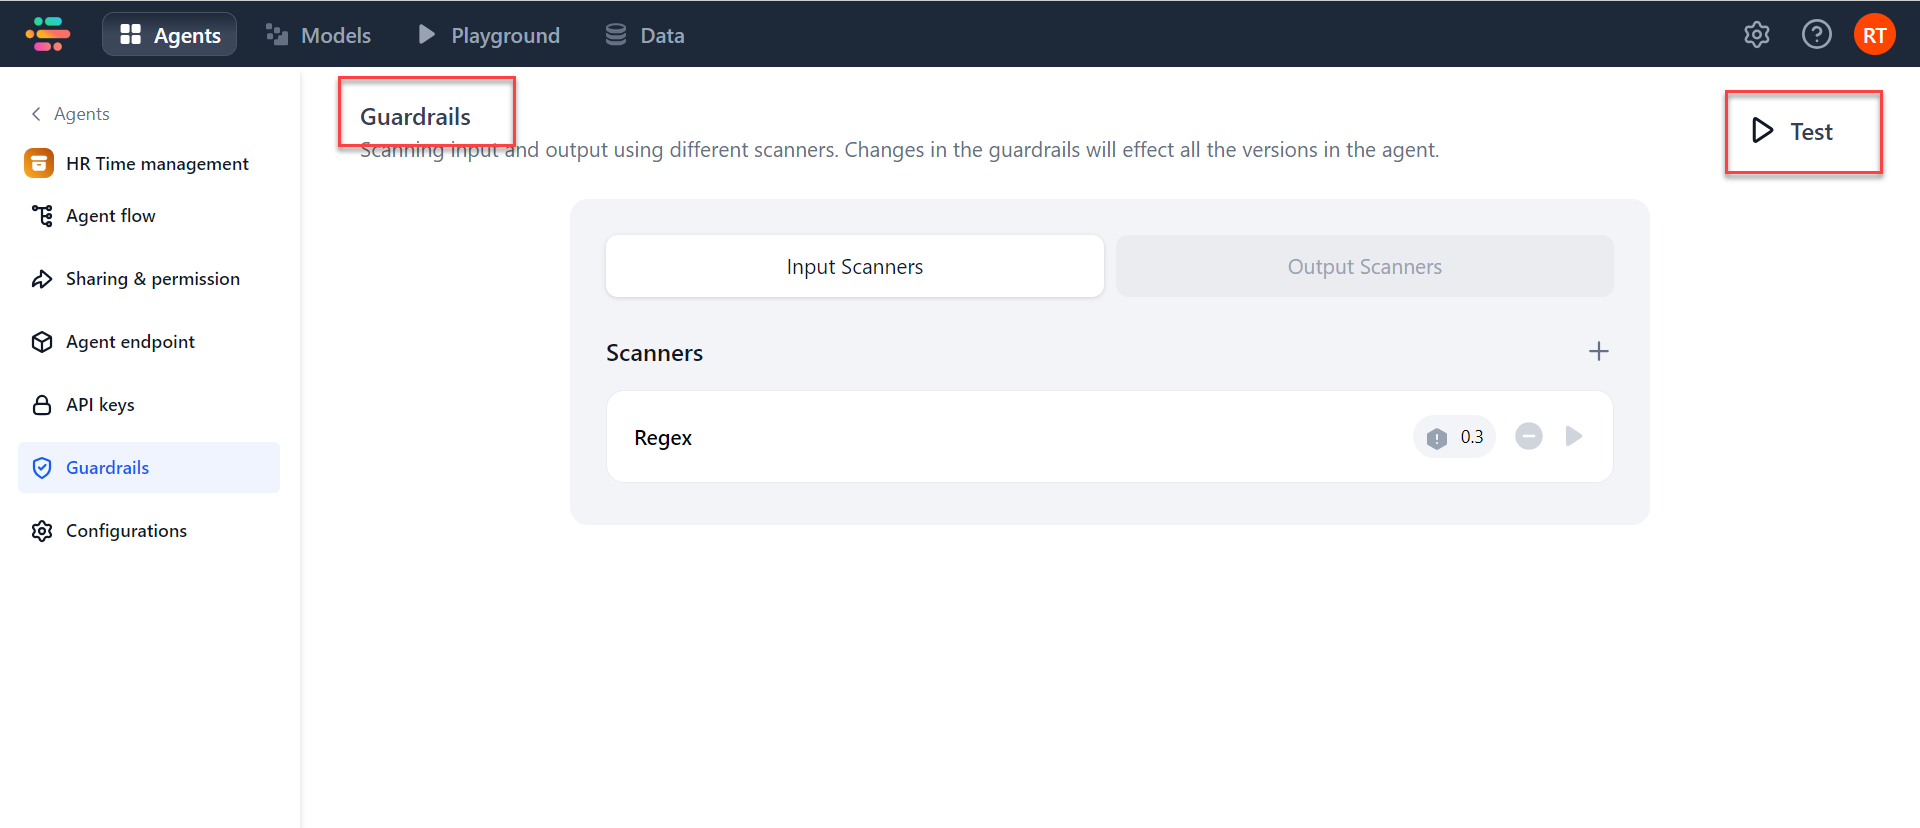 Agents
Models
Playground
Data
RT
Agents
HR Time management
Agent flow
Sharing & permission
Agent endpoint
API keys
Guardrails
Configurations
Guardrails
Scanning input and output using different scanners. Changes in the guardrails will effect all the versions in the agent.
Test
Input Scanners
Output Scanners
Scanners
Regex
0.3